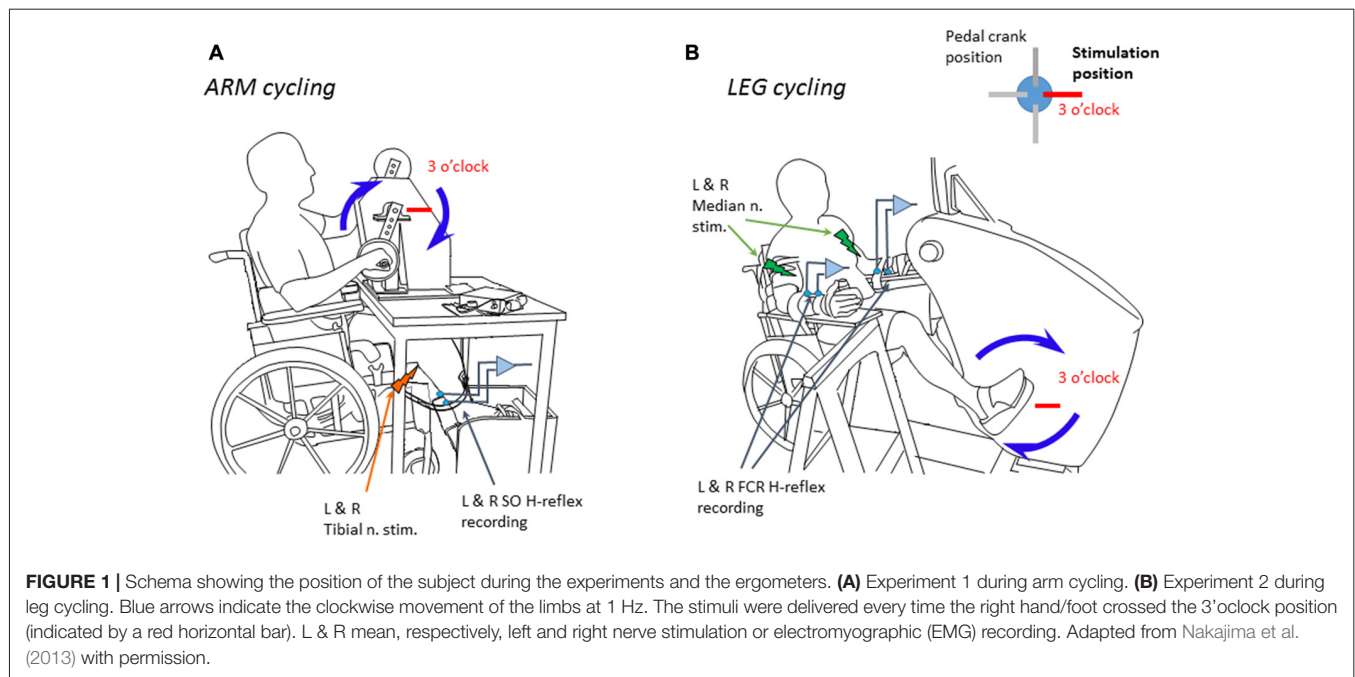 A
ARM cycling
3 o'clock
L & R
Tibial n. stim.
L & R SO H-reflex
recording
B
LEG cycling
Pedal crank
position
Stimulation
position
3 o'clock
L & R
Median n.
stim.
3 o'clock
L & R FCR H-reflex
recording
FIGURE 1 | Schema showing the position of the subject during the experiments and the ergometers. (A) Experiment 1 during arm cycling. (B) Experiment 2 during
leg cycling. Blue arrows indicate the clockwise movement of the limbs at 1 Hz. The stimuli were delivered every time the right hand/foot crossed the 3'oclock position
(indicated by a red horizontal bar). L & R mean, respectively, left and right nerve stimulation or electromyographic (EMG) recording. Adapted from Nakajima et al.
(2013) with permission.